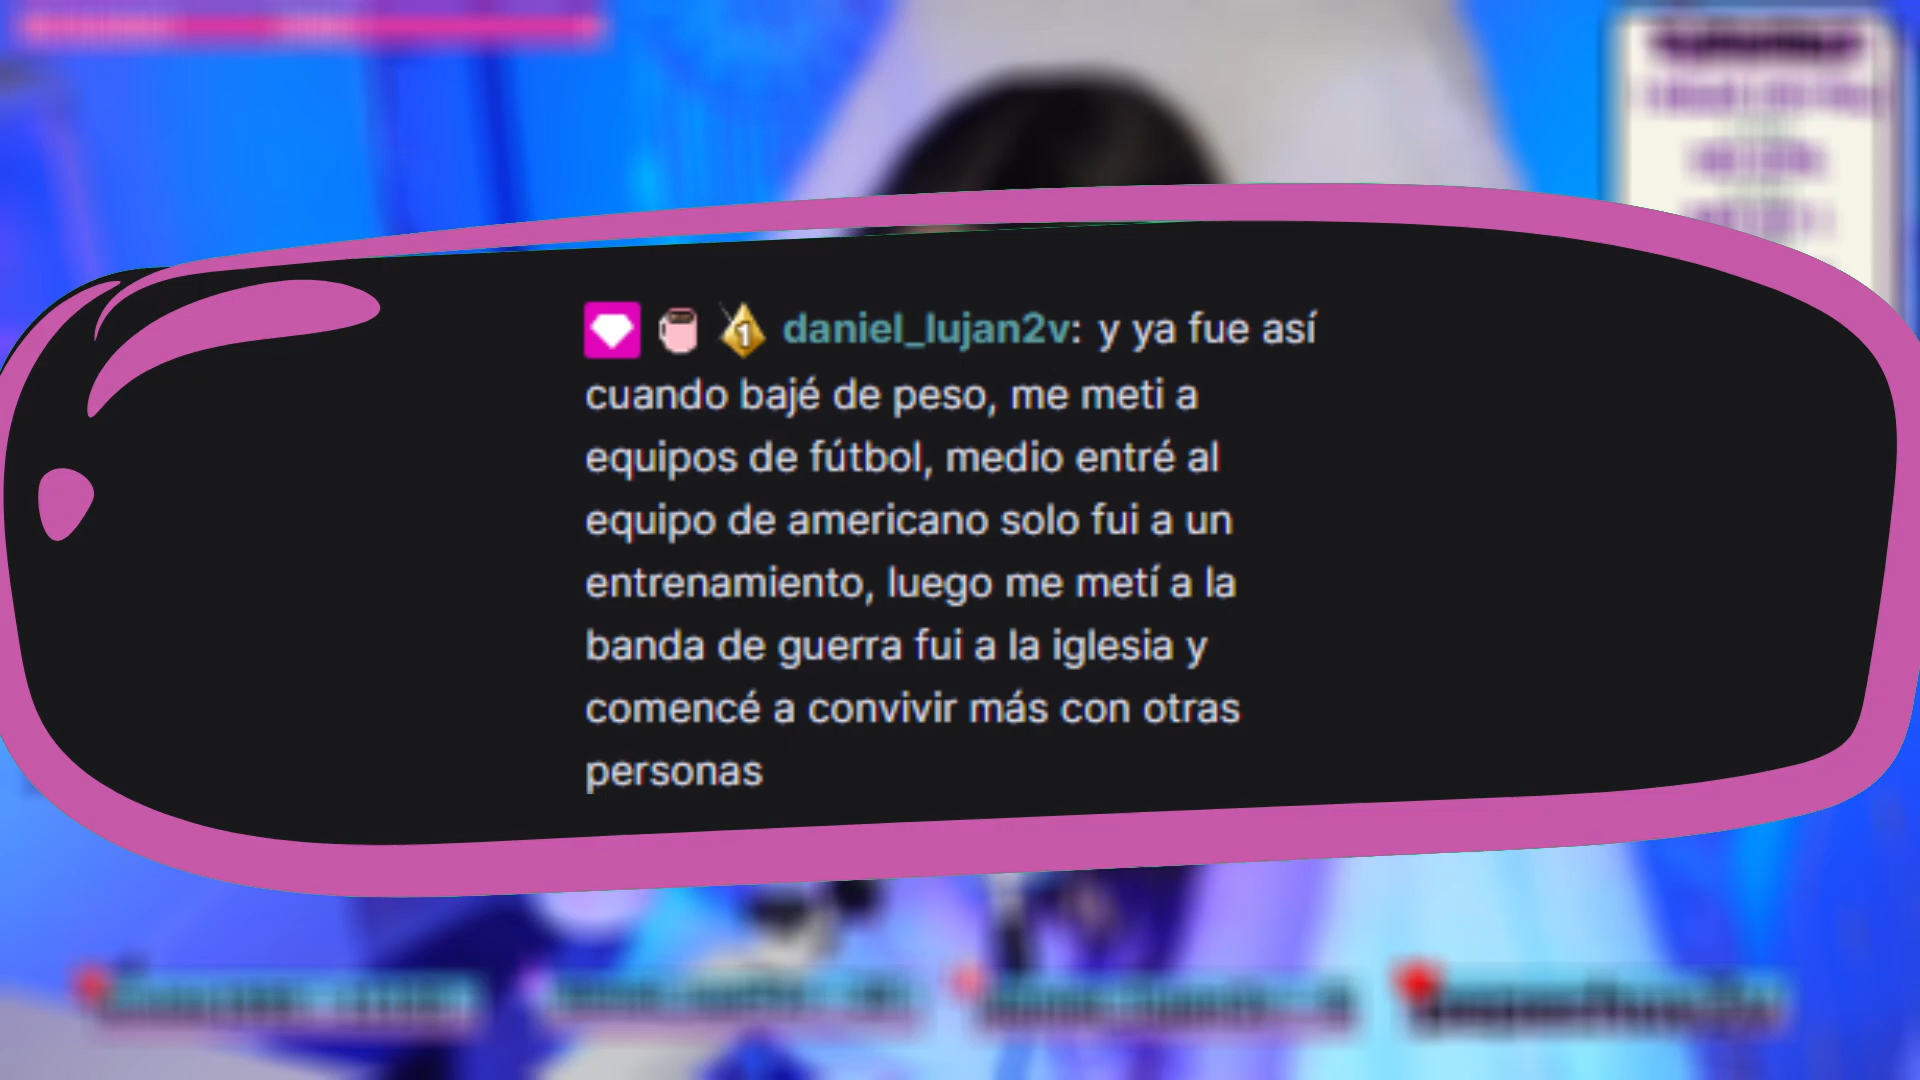 daniel_lujan2v: y ya fue así
cuando bajé de peso, me meti a
equipos de fútbol, medio entré al
equipo de americano solo fui a un
entrenamiento, luego me metí a la
banda de guerra fui a la iglesia y
comencé a convivir más con otras
personas